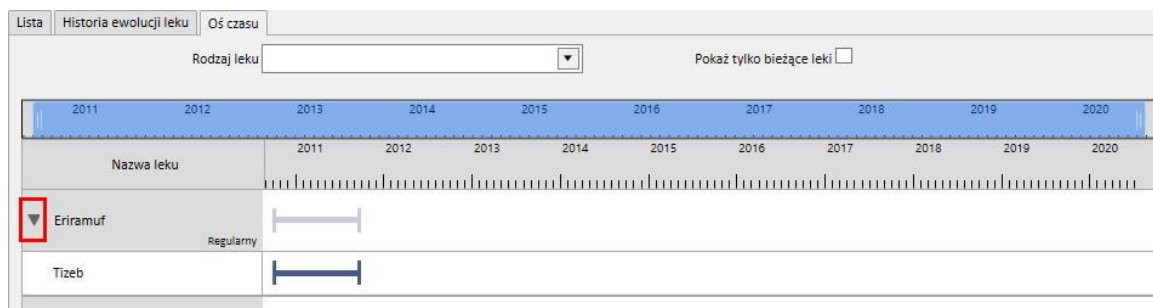 Lista Historia ewolucji leku Oś czasu
Rodzaj leku Pokaż tylko bieżące leki
2011 2012 2013 2014 2015 2016 2017 2018 2019 2020
Nazwa leku 2011 2012 2013 2014 2015 2016 2017 2018 2019 2020
Eriramuf
Regularny
Tizeb